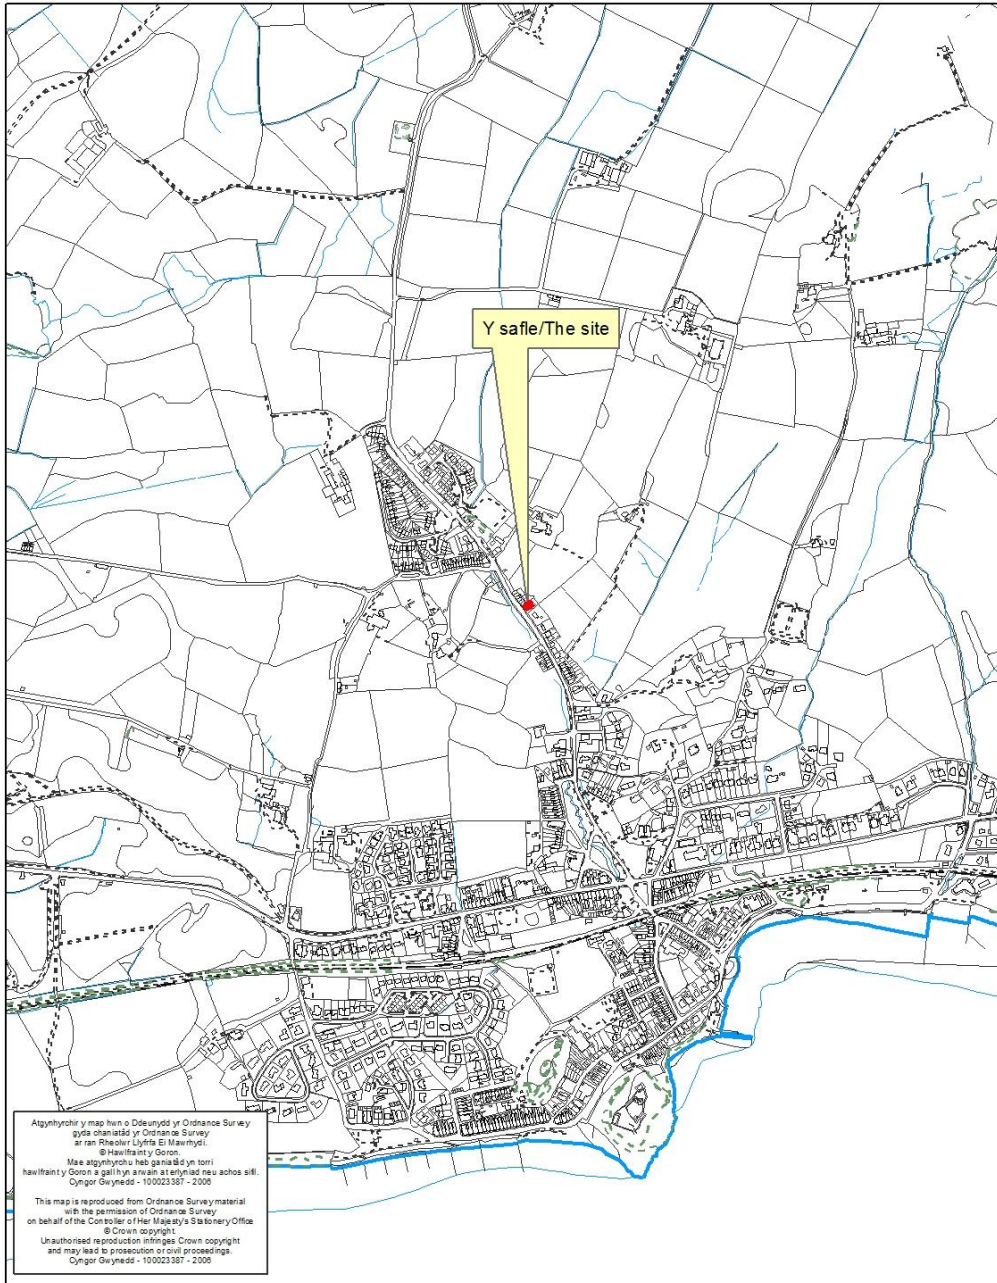 Y safle/The site
Atgynhyrchir y map hwn o Ddeunydd yr Ordnance Survey
gyda chaniatâd yr Ordnance Survey
ar ran Rheolwr Llyfrfa Ei Mawrhydi.
© Hawlfraint y Goron.
Mae atgynhyrchu heb ganiatâd yn torri
hawlfraint y Goron a gall hyn arwain at erlyniad neu achos sifil.
Cyngor Gwynedd - 100023387 - 2006
This map is reproduced from Ordnance Survey material
with the permission of Ordnance Survey
on behalf of the Controller of Her Majesty's Stationery Office
© Crown copyright.
Unauthorised reproduction infringes Crown copyright
and may lead to prosecution or civil proceedings.
Cyngor Gwynedd - 100023387 - 2006